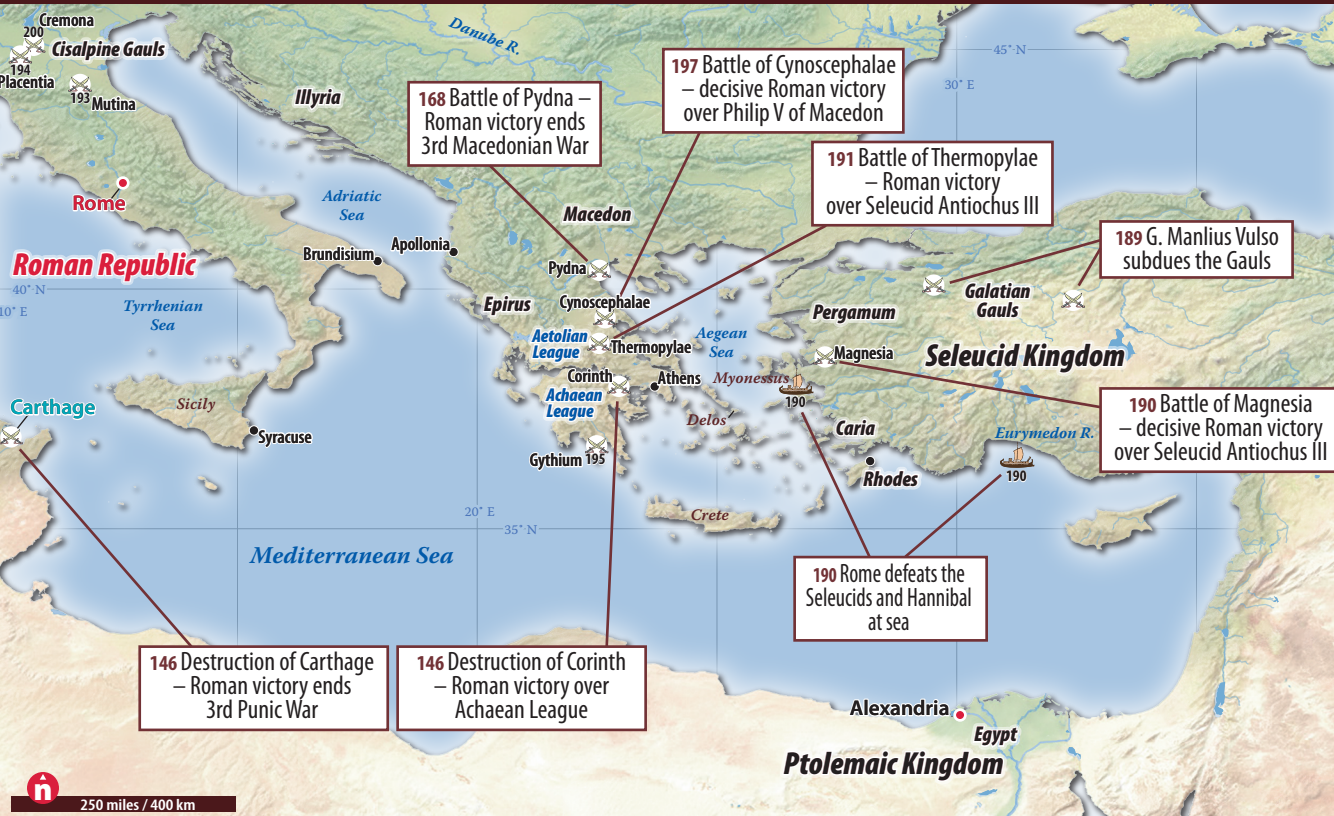 Cremona
200
Cisalpine Gauls
194
Placentia
193 Mutina
Danube R.
45° N
30° E
Illyria
168 Battle of Pydna –
Roman victory ends
3rd Macedonian War
197 Battle of Cynoscephalae
– decisive Roman victory
over Philip V of Macedon
191 Battle of Thermopylae
– Roman victory
over Seleucid Antiochus III
189 G. Manlius Vulso
subdues the Gauls
Rome
Roman Republic
Adriatic
Sea
Brundisium
Apollonia
Macedon
Pydna
Cynoscephalae
Epirus
40° N
10° E
Tyrrhenian
Sea
Aetolian
League
Thermopylae
Aegean
Sea
Pergamum
Galatian
Gauls
Magnesia
Seleucid Kingdom
Corinth
Athens
Myonessus
190
Achaean
League
Delos
Caria
Eurymedon R.
190
190 Battle of Magnesia
– decisive Roman victory
over Seleucid Antiochus III
Carthage
Sicily
Syracuse
Gythium 195
Rhodes
Crete
20° E
35° N
Mediterranean Sea
190 Rome defeats the
Seleucids and Hannibal
at sea
146 Destruction of Carthage
– Roman victory ends
3rd Punic War
146 Destruction of Corinth
– Roman victory over
Achaean League
Alexandria
Egypt
Ptolemaic Kingdom
n
250 miles / 400 km